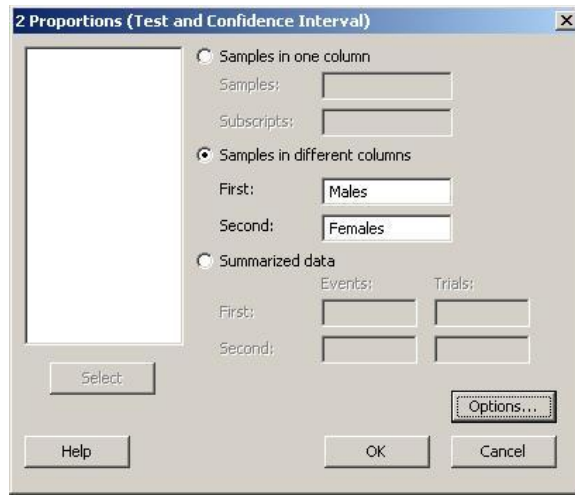 2 Proportions (Test and Confidence Interval)
Samples in one column
Samples:
Subscripts:
Samples in different columns
First: Males
Second: Females
Summarized data
Events: Trials:
First:
Second:
Select
Options...
Help OK Cancel